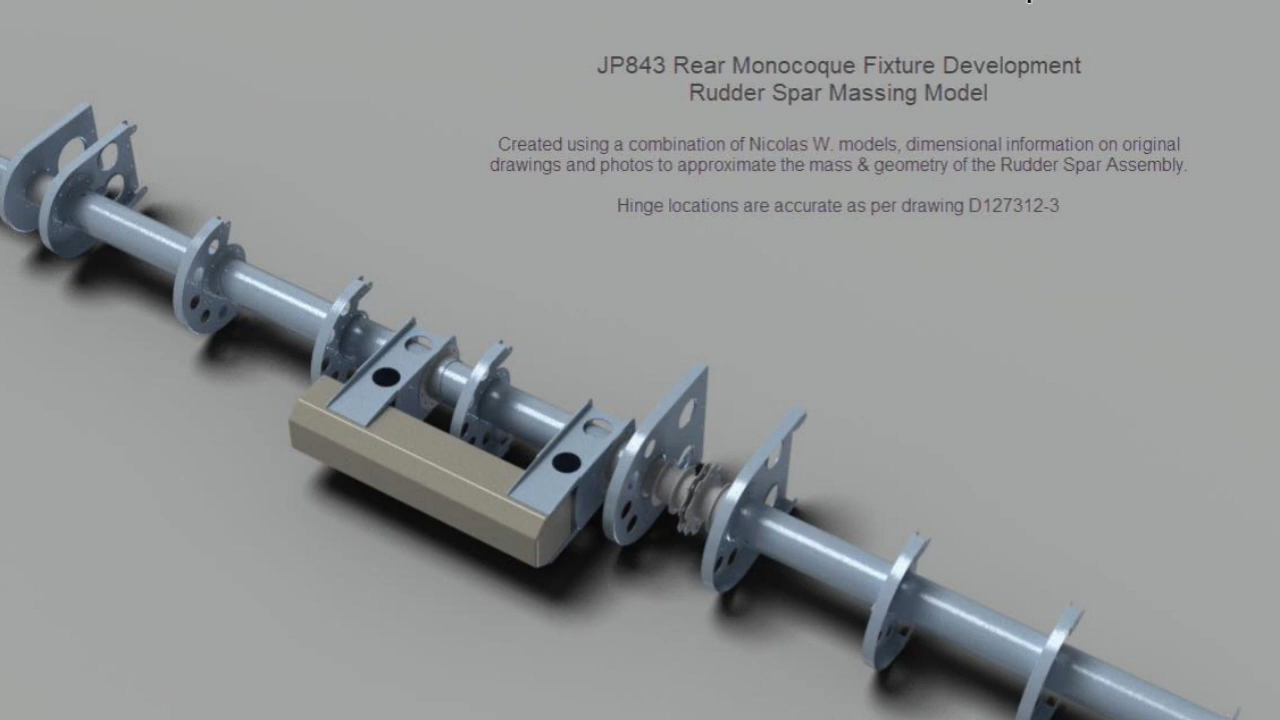 JP843 Rear Monocoque Fixture Development
Rudder Spar Massing Model
Created using a combination of Nicolas W. models, dimensional information on original
drawings and photos to approximate the mass & geometry of the Rudder Spar Assembly.
Hinge locations are accurate as per drawing D127312-3